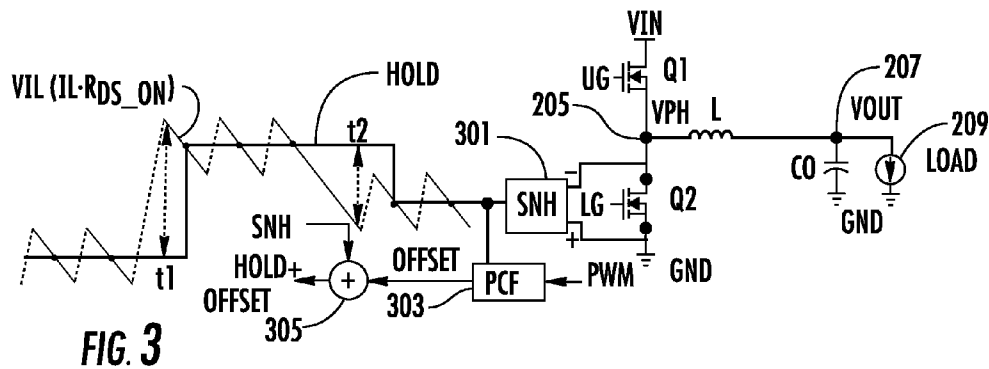 VIN
VIL (IL·RDS_ON)
HOLD
UG
Q1
207
205
VPH
L
VOUT
209
t2
301
LOAD
CO
−
SNH
LG
Q2
+
GND
SNH
t1
OFFSET
GND
HOLD+
OFFSET
+
PCF
PWM
305
303
FIG. 3